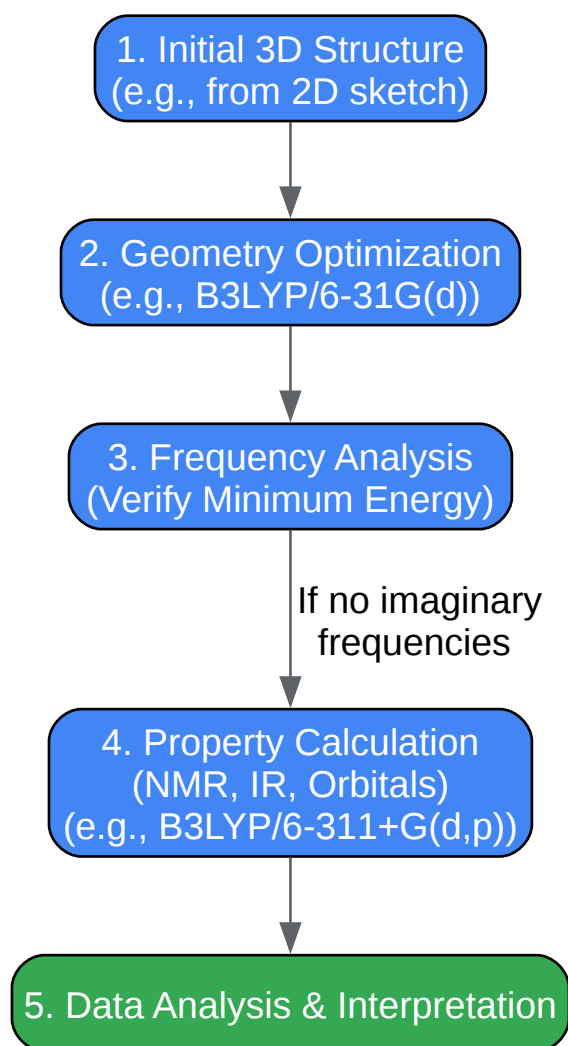 1. Initial 3D Structure
(e.g., from 2D sketch)
2. Geometry Optimization
(e.g., B3LYP/6-31G(d))
3. Frequency Analysis
(Verify Minimum Energy)
If no imaginary
frequencies
4. Property Calculation
(NMR, IR, Orbitals)
(e.g., B3LYP/6-311+G(d,p))
5. Data Analysis & Interpretation